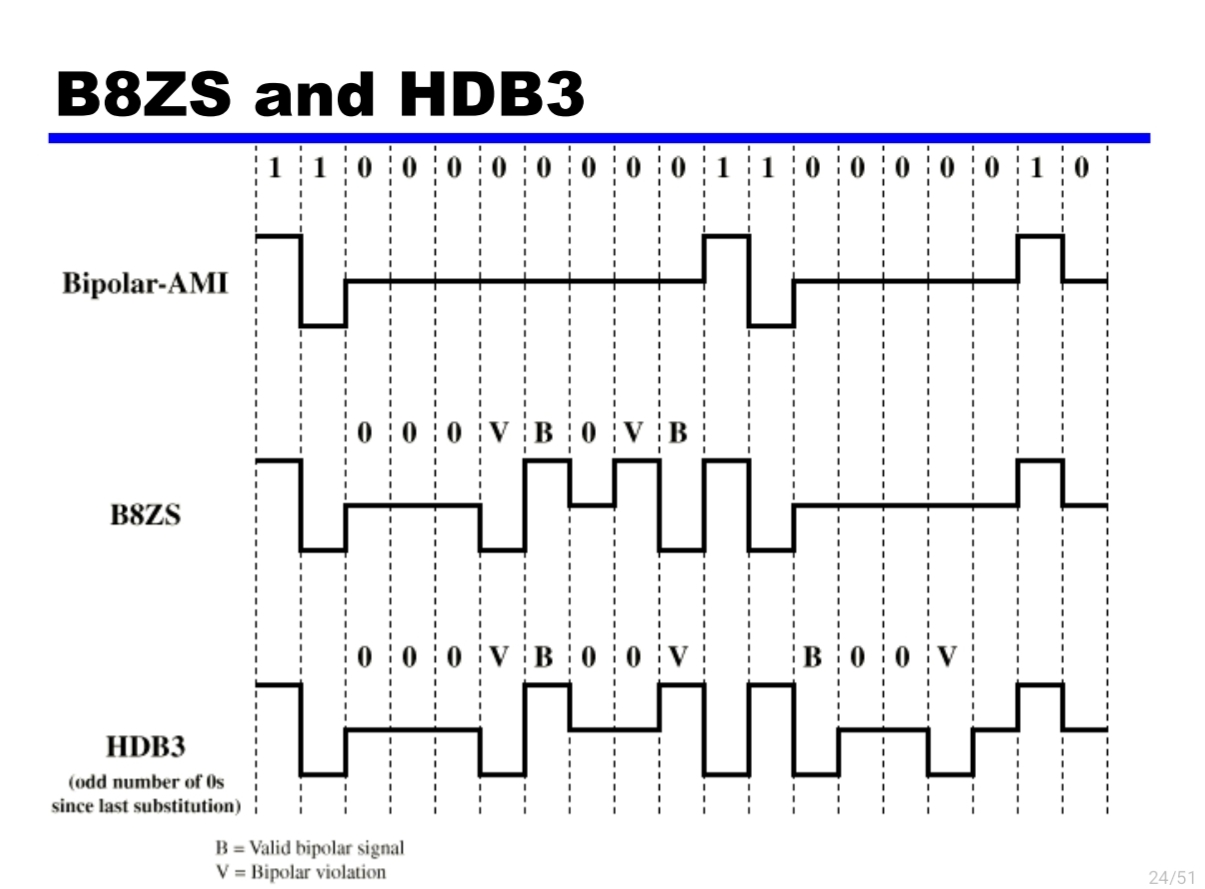 B8ZS and HDB3
1 1 0 0 0 0 0 0 0 0 1 1 0 0 0 0 0 1 0
Bipolar-AMI
0 0 0 V B 0 V B
B8ZS
0 0 0 V B 0 0 V B 0 0 V
HDB3
(odd number of 0s
since last substitution)
B = Valid bipolar signal
V = Bipolar violation
24/51